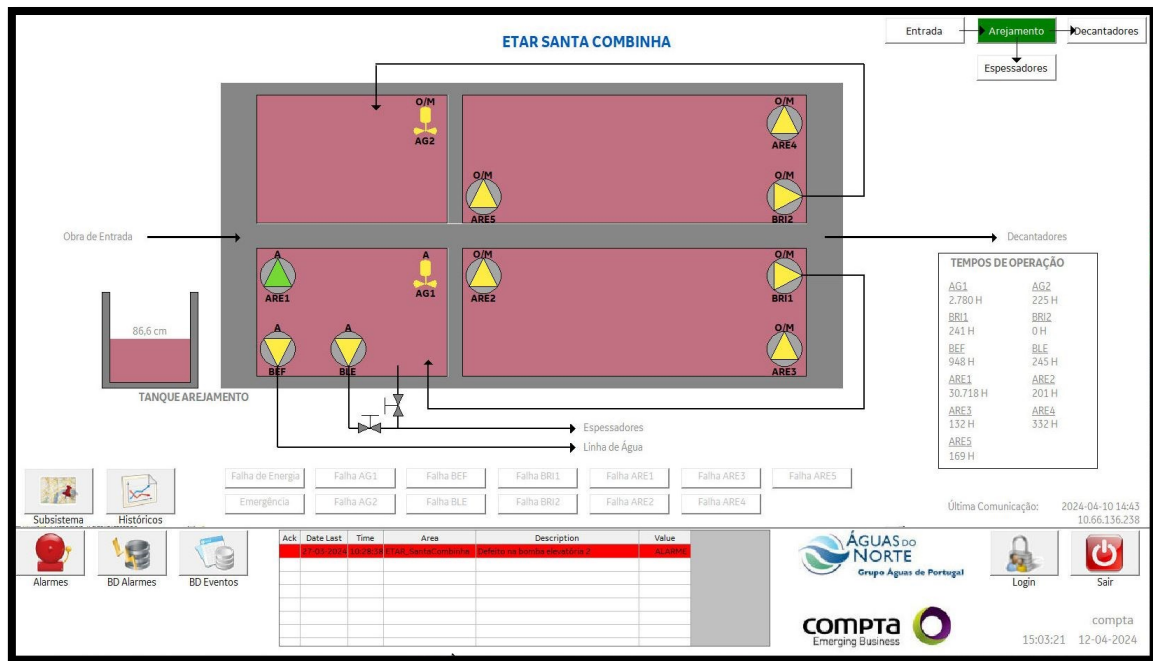 ETAR SANTA COMBINHA
Entrada
Arejamento
Decantadores
Espessadores
O/M
AG2
O/M
ARE4
O/M
ARE5
O/M
BRI2
Obra de Entrada
Decantadores
A
ARE1
A
AG1
O/M
ARE2
O/M
BRI1
A
BEF
A
BLE
O/M
ARE3
86,6 cm
TANQUE AREJAMENTO
Espessadores
Linha de Água
TEMPOS DE OPERAÇÃO
AG1 AG2
2.780 H 225 H
BRI1 BRI2
241 H 0 H
BEF BLE
948 H 245 H
ARE1 ARE2
30.718 H 201 H
ARE3 ARE4
132 H 332 H
ARE5
169 H
Falha de Energia Falha AG1 Falha BEF Falha BRI1 Falha ARE1 Falha ARE3 Falha ARE5
Emergência Falha AG2 Falha BLE Falha BRI2 Falha ARE2 Falha ARE4
Subsistema Históricos
Última Comunicação: 2024-04-10 14:43
10.66.136.238
Ack Date Last Time Area Description Value
27-03-2024 10:28:38 ETAR_SantaCombinha Defeito na bomba elevatória 2 ALARME
Alarmes BD Alarmes BD Eventos
ÁGUAS DO
NORTE
Grupo Águas de Portugal
Login Sair
compta
Emerging Business
compta
15:03:21 12-04-2024